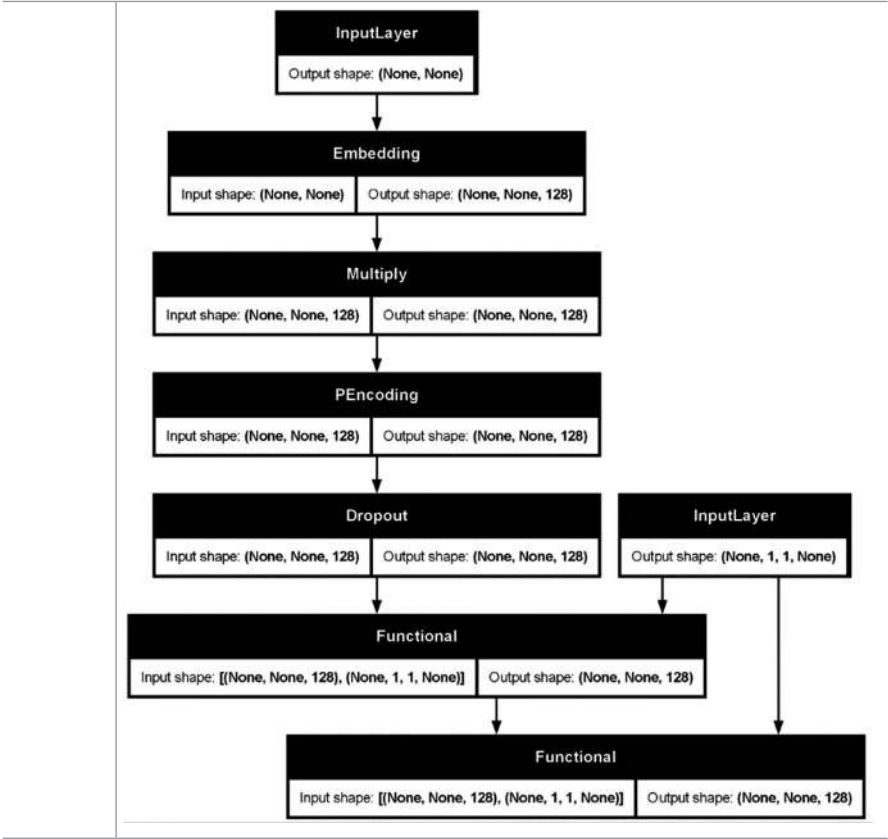 InputLayer
Output shape: (None, None)
Embedding
Input shape: (None, None) Output shape: (None, None, 128)
Multiply
Input shape: (None, None, 128) Output shape: (None, None, 128)
PEncoding
Input shape: (None, None, 128) Output shape: (None, None, 128)
Dropout InputLayer
Input shape: (None, None, 128) Output shape: (None, None, 128) Output shape: (None, 1, 1, None)
Functional
Input shape: [(None, None, 128), (None, 1, 1, None)] Output shape: (None, None, 128)
Functional
Input shape: [(None, None, 128), (None, 1, 1, None)] Output shape: (None, None, 128)